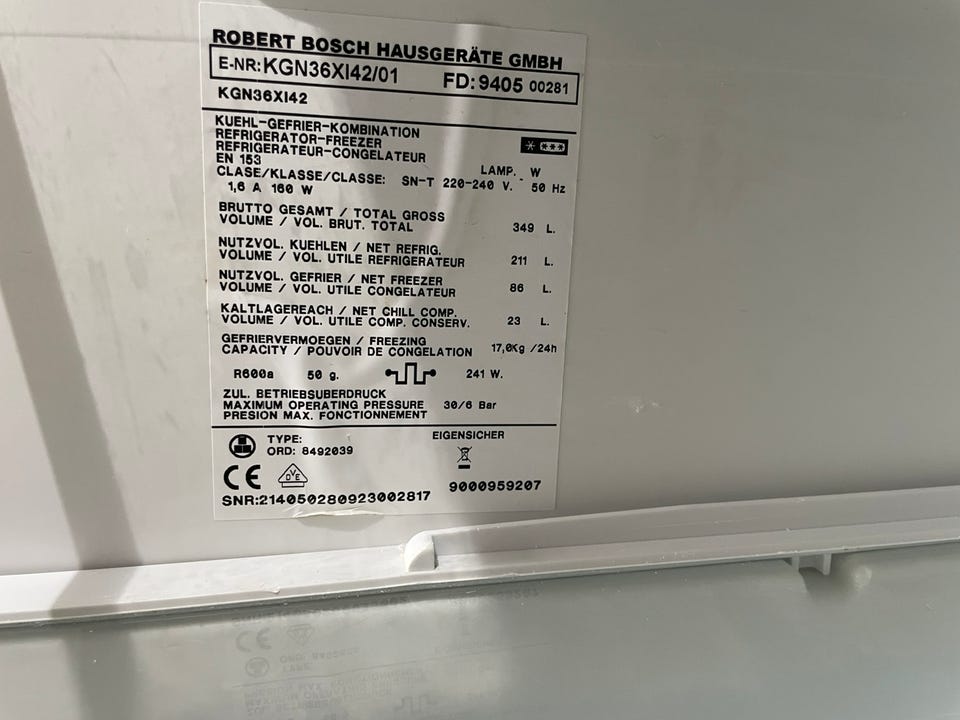 ROBERT BOSCH HAUSGERÄTE GMBH
E-NR:KGN36XI42/01 FD:9405 00281
KGN36XI42
KUEHL-GEFRIER-KOMBINATION
REFRIGERATOR-FREEZER
REFRIGERATEUR-CONGELATEUR
EN 153
LAMP. W
CLASE/KLASSE/CLASSE: SN-T 220-240 V. - 50 Hz
1,6 A 160 W
BRUTTO GESAMT / TOTAL GROSS
VOLUME / VOL. BRUT. TOTAL 349 L.
NUTZVOL. KUEHLEN / NET REFRIG.
VOLUME / VOL. UTILE REFRIGERATEUR 211 L.
NUTZVOL. GEFRIER / NET FREEZER
VOLUME / VOL. UTILE CONGELATEUR 86 L.
KALTLAGEREACH / NET CHILL COMP.
VOLUME / VOL. UTILE COMP. CONSERV. 23 L.
GEFRIERVERMOEGEN / FREEZING
CAPACITY / POUVOIR DE CONGELATION 17,0Kg /24h
R600a 50 g. 241 W.
ZUL. BETRIEBSUBERDRUCK
MAXIMUM OPERATING PRESSURE 30/6 Bar
PRESION MAX. FONCTIONNEMENT
TYPE: EIGENSICHER
ORD: 8492039
CE DVE
SNR:214050280923002817 9000959207